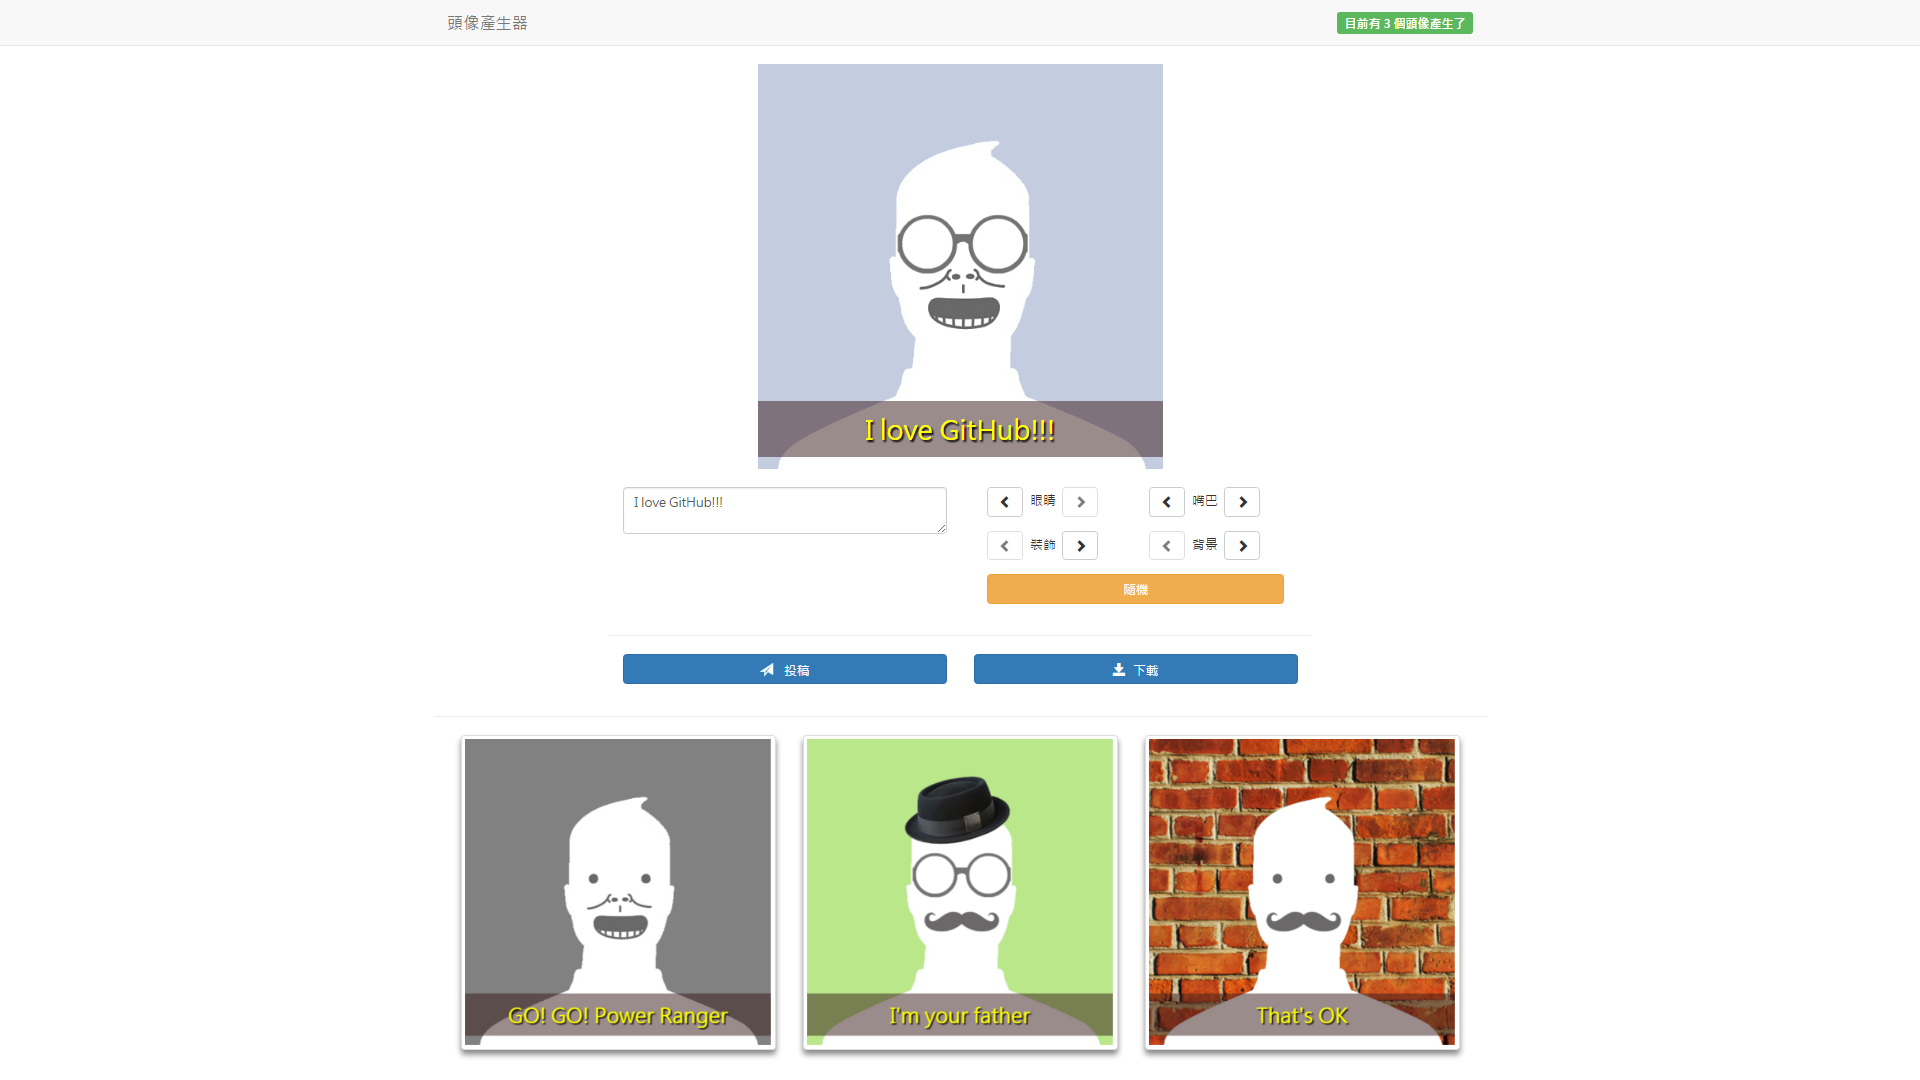 頭像產生器
目前有 3 個頭像產生了
I love GitHub!!!
I love GitHub!!!
眼睛
嘴巴
裝飾
背景
隨機
投稿
下載
GO! GO! Power Ranger
I'm your father
That's OK